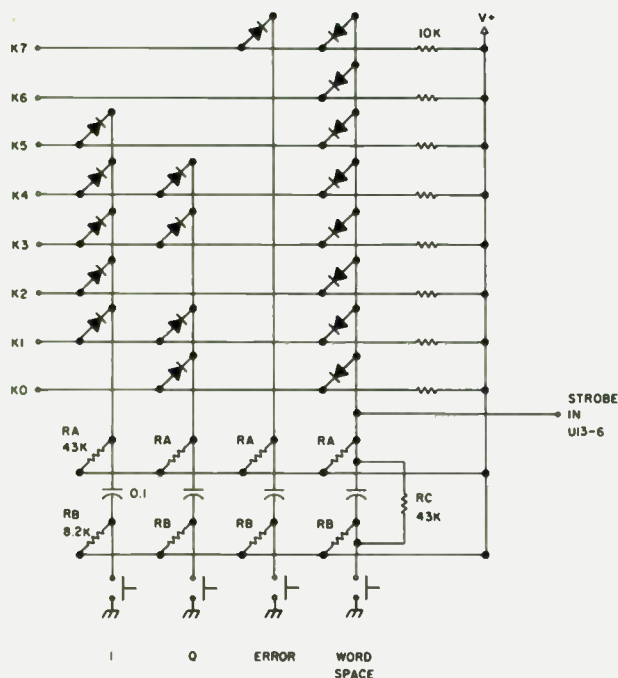 V+
10K
K7
K6
K5
K4
K3
K2
K1
K0
STROBE
IN
U13-6
RA
43K
RA
RA
RA
0.1
RC
43K
RB
8.2K
RB
RB
RB
I
Q
ERROR
WORD
SPACE